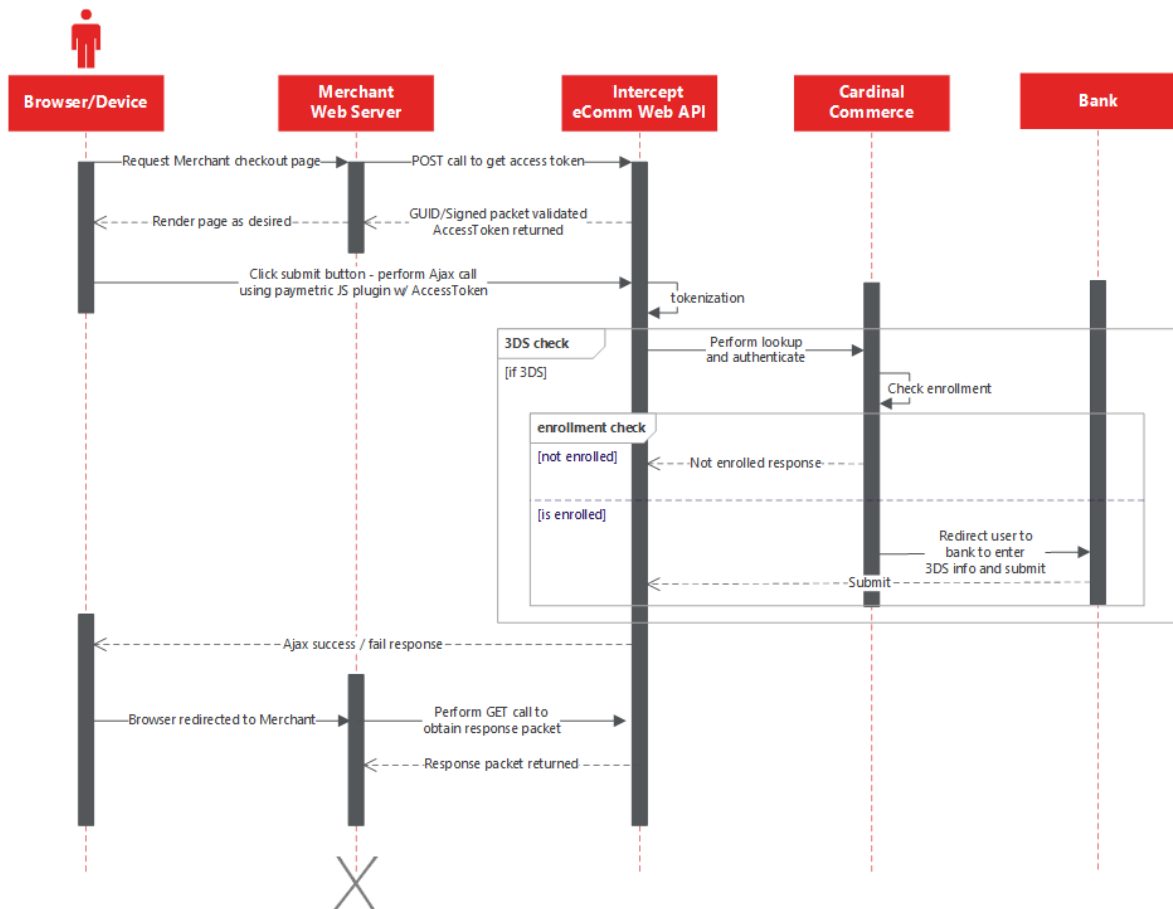 Browser/Device
Merchant
Web Server
Intercept
eComm Web API
Cardinal
Commerce
Bank
Request Merchant checkout page
POST call to get access token
Render page as desired
GUID/Signed packet validated
AccessToken returned
Click submit button - perform Ajax call
using paymetric JS plugin w/ AccessToken
tokenization
3DS check
Perform lookup
and authenticate
[if 3DS]
Check enrollment
enrollment check
[not enrolled]
Not enrolled response
[is enrolled]
Redirect user to
bank to enter
3DS info and submit
Submit
Ajax success / fail response
Browser redirected to Merchant
Perform GET call to
obtain response packet
Response packet returned